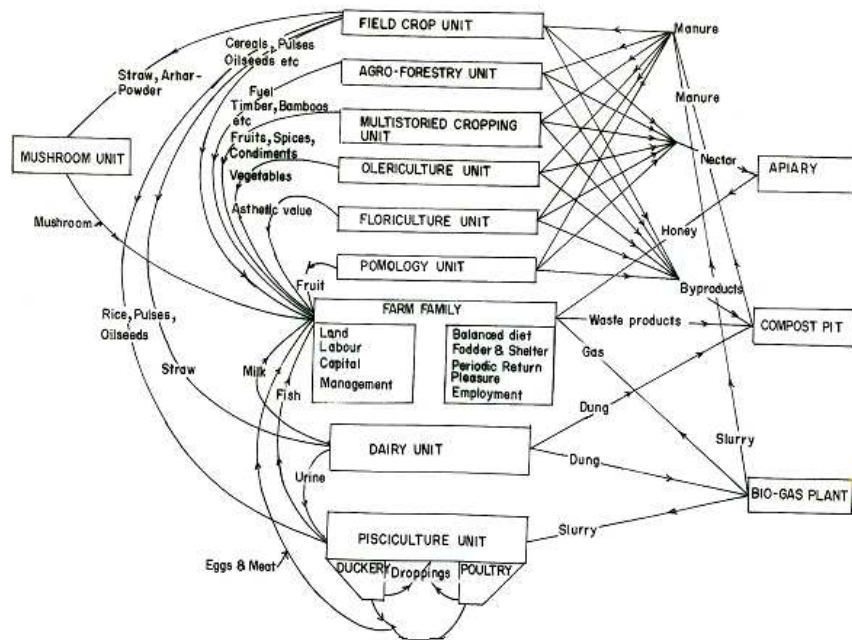 FIELD CROP UNIT
Manure
Cereals, Pulses
Oilseeds etc
Straw, Arhar-
Powder
AGRO-FORESTRY UNIT
Fuel
Timber, Bamboos
etc
Manure
MULTISTORIED CROPPING
UNIT
Fruits, Spices,
Condiments
MUSHROOM UNIT
Nector
APIARY
OLERICULTURE UNIT
Vegetables
Asthetic value
FLORICULTURE UNIT
Mushroom
Honey
POMOLOGY UNIT
Fruit
Byproducts
Rice, Pulses,
Oilseeds
FARM FAMILY
Land
Labour
Capital
Management
Balanced diet
Fodder & Shelter
Periodic Return
Pleasure
Employment
Waste products
COMPOST PIT
Gas
Straw
Milk
Fish
Dung
DAIRY UNIT
Slurry
Dung
Urine
BIO-GAS PLANT
PISCICULTURE UNIT
Slurry
Eggs & Meat
DUCKERY
Droppings
POULTRY